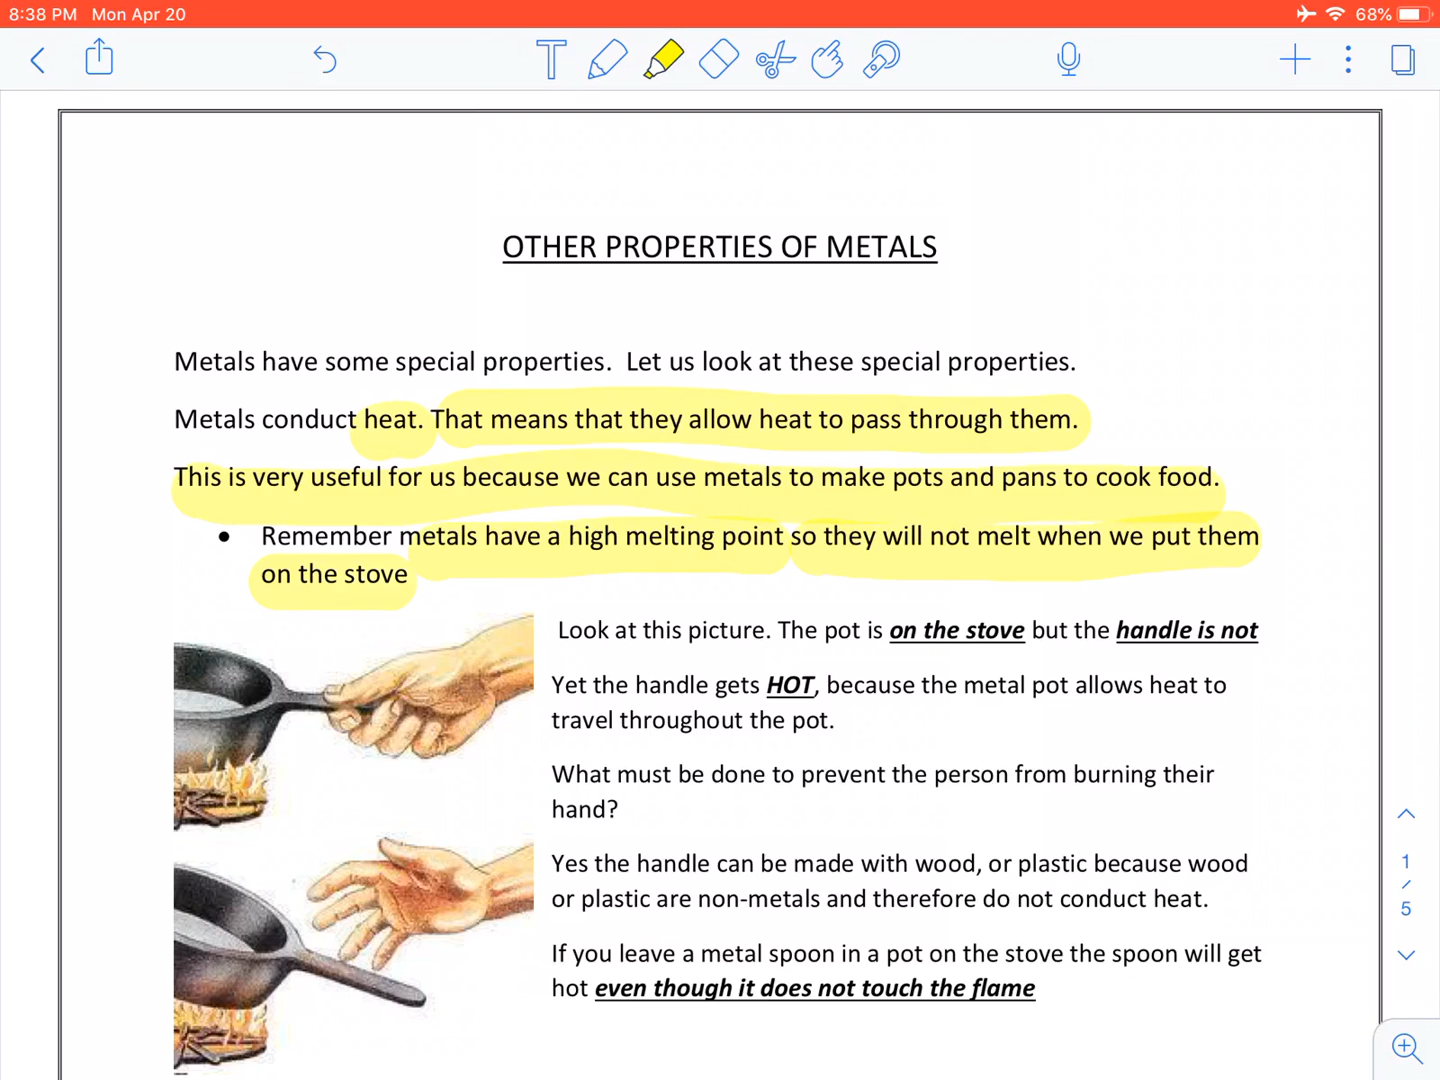 8:38 PM Mon Apr 20
68%
OTHER PROPERTIES OF METALS
Metals have some special properties.  Let us look at these special properties.
Metals conduct heat. That means that they allow heat to pass through them.
This is very useful for us because we can use metals to make pots and pans to cook food.
• Remember metals have a high melting point so they will not melt when we put them
on the stove
Look at this picture. The pot is on the stove but the handle is not
Yet the handle gets HOT, because the metal pot allows heat to
travel throughout the pot.
What must be done to prevent the person from burning their
hand?
Yes the handle can be made with wood, or plastic because wood
or plastic are non-metals and therefore do not conduct heat.
If you leave a metal spoon in a pot on the stove the spoon will get
hot even though it does not touch the flame
1
/
5